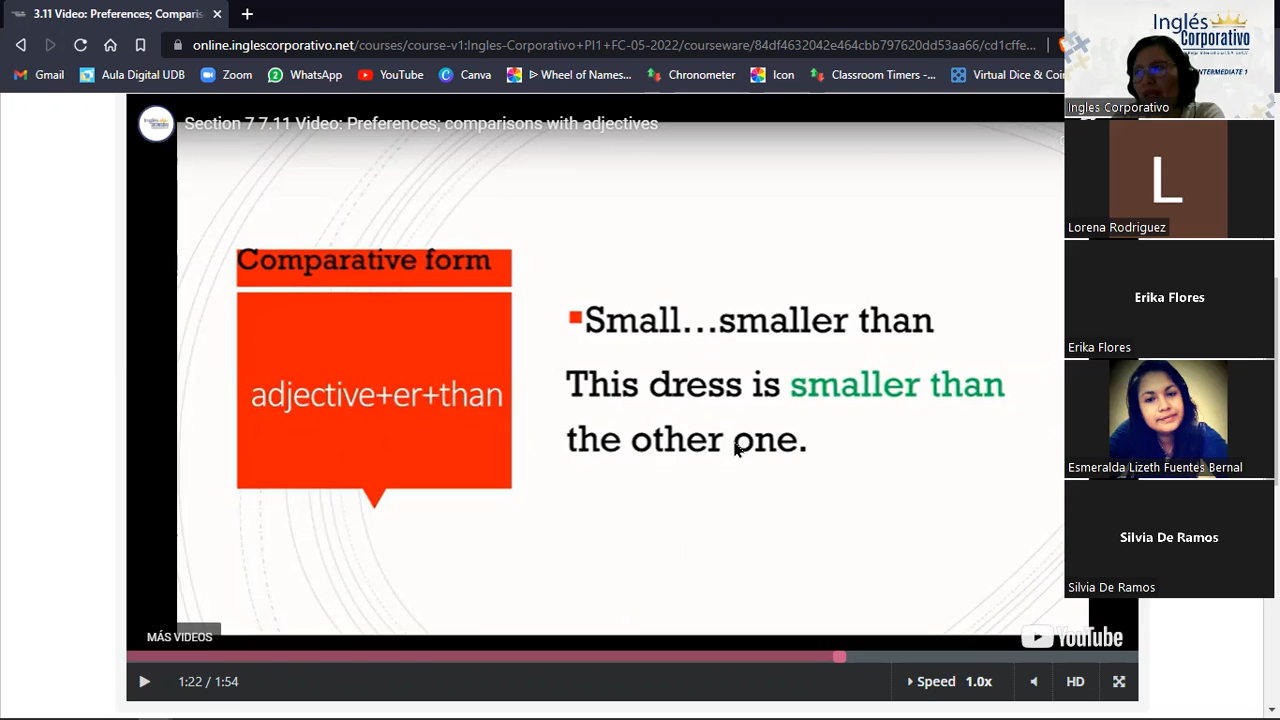 3.11 Video: Preferences; Comparis
online.inglescorporativo.net/courses/course-v1:Ingles-Corporativo+PI1+FC-05-2022/courseware/84df4632042e464cbb797620dd53aa66/cd1cffe...
Gmail
Aula Digital UDB
Zoom
WhatsApp
YouTube
Canva
Wheel of Names...
Chronometer
Icon
Classroom Timers -...
Virtual Dice & Coi
Section 7 7.11 Video: Preferences; comparisons with adjectives
Comparative form
adjective+er+than
Small...smaller than
This dress is smaller than
the other one.
MÁS VIDEOS
YouTube
1:22 / 1:54
Speed 1.0x
HD
Inglés
Corporativo
INTERMEDIATE 1
Ingles Corporativo
L
Lorena Rodriguez
Erika Flores
Erika Flores
Esmeralda Lizeth Fuentes Bernal
Silvia De Ramos
Silvia De Ramos